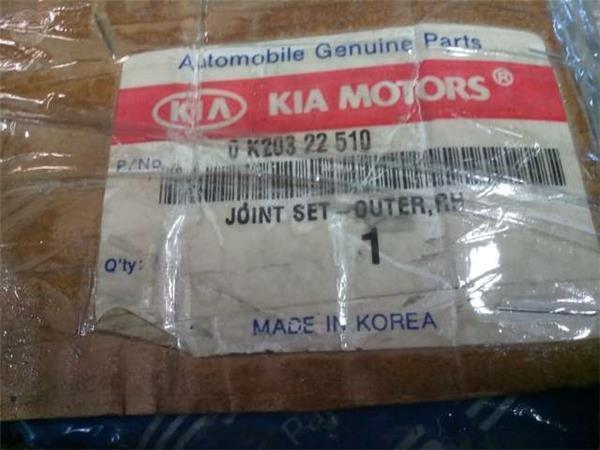 Automobile Genuine Parts
KIA KIA MOTORS®
P/No. 0 K203 22 510
JOINT SET -OUTER,RH
Q'ty: 1
MADE IN KOREA